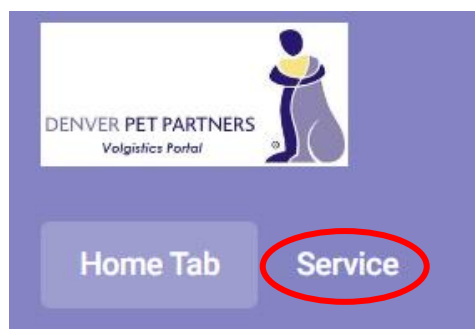 DENVER PET PARTNERS
Volgistics Portal
®
Home Tab
Service